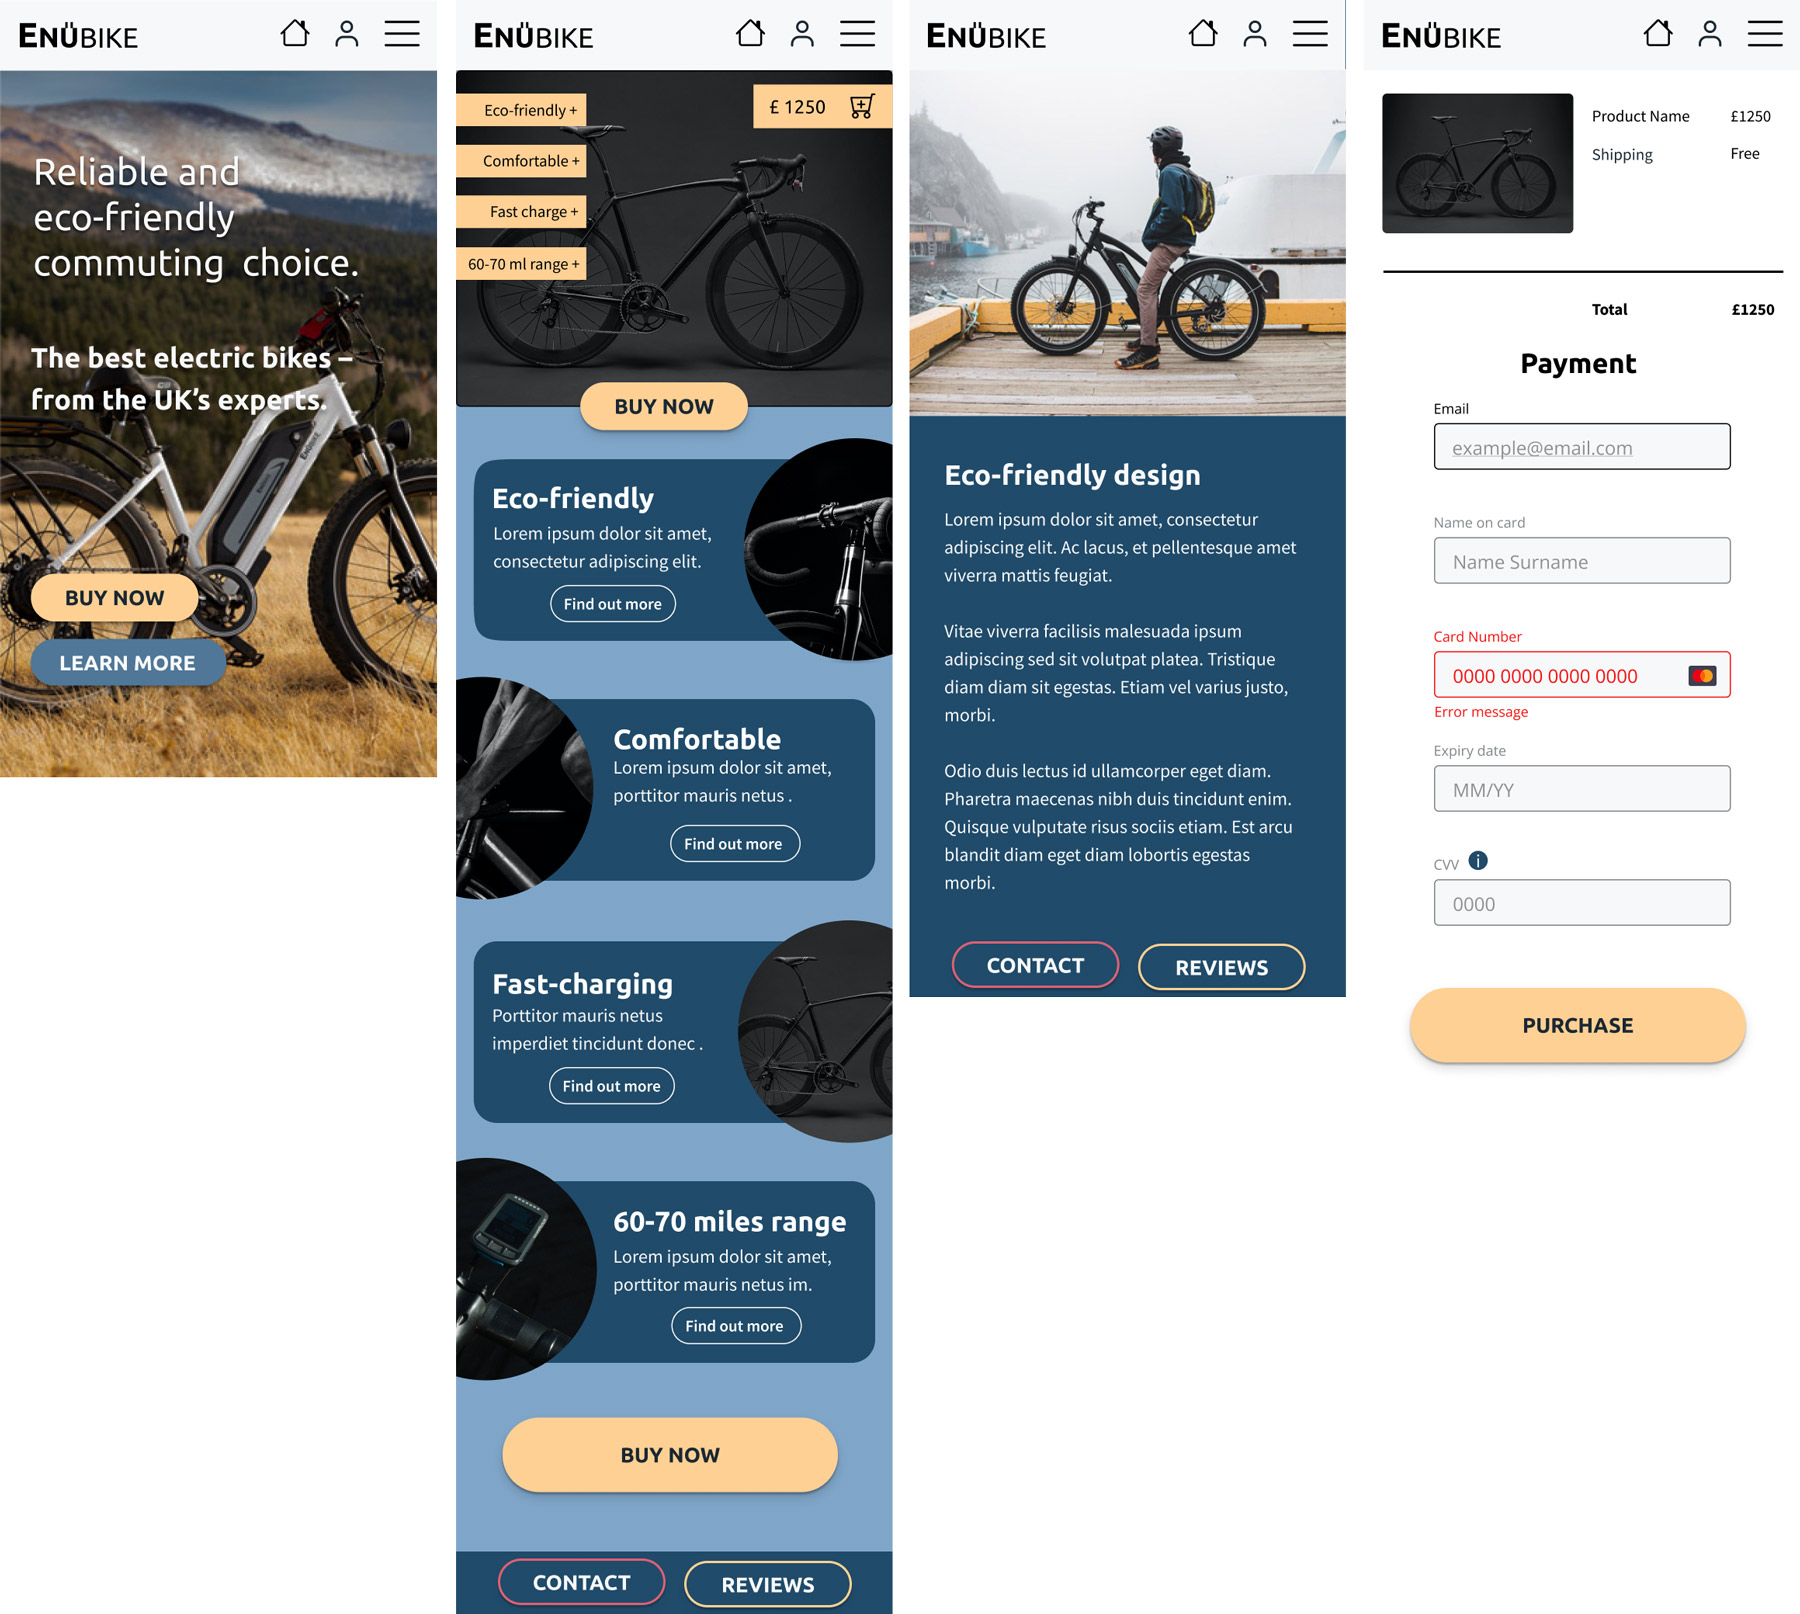 ENÜBIKE
Reliable and
eco-friendly
commuting choice.
The best electric bikes –
from the UK's experts.
ENÜBIKE
BUY NOW
LEARN MORE
ENÜBIKE
Eco-friendly +
£ 1250
Comfortable +
Fast charge +
60-70 ml range +
BUY NOW
Eco-friendly
Lorem ipsum dolor sit amet,
consectetur adipiscing elit.
Find out more
Comfortable
Lorem ipsum dolor sit amet,
porttitor mauris netus .
Find out more
Fast-charging
Porttitor mauris netus
imperdiet tincidunt donec .
Find out more
60-70 miles range
Lorem ipsum dolor sit amet,
porttitor mauris netus im.
Find out more
BUY NOW
CONTACT
REVIEWS
ENÜBIKE
Eco-friendly design
Lorem ipsum dolor sit amet, consectetur
adipiscing elit. Ac lacus, et pellentesque amet
viverra mattis feugiat.
Vitae viverra facilisis malesuada ipsum
adipiscing sed sit volutpat platea. Tristique
diam diam sit egestas. Etiam vel varius justo,
morbi.
Odio duis lectus id ullamcorper eget diam.
Pharetra maecenas nibh duis tincidunt enim.
Quisque vulputate risus sociis etiam. Est arcu
blandit diam eget diam lobortis egestas
morbi.
CONTACT
REVIEWS
ENÜBIKE
Product Name £1250
Shipping Free
Total £1250
Payment
Email
example@email.com
Name on card
Name Surname
Card Number
0000 0000 0000 0000
Error message
Expiry date
MM/YY
CVV i
0000
PURCHASE